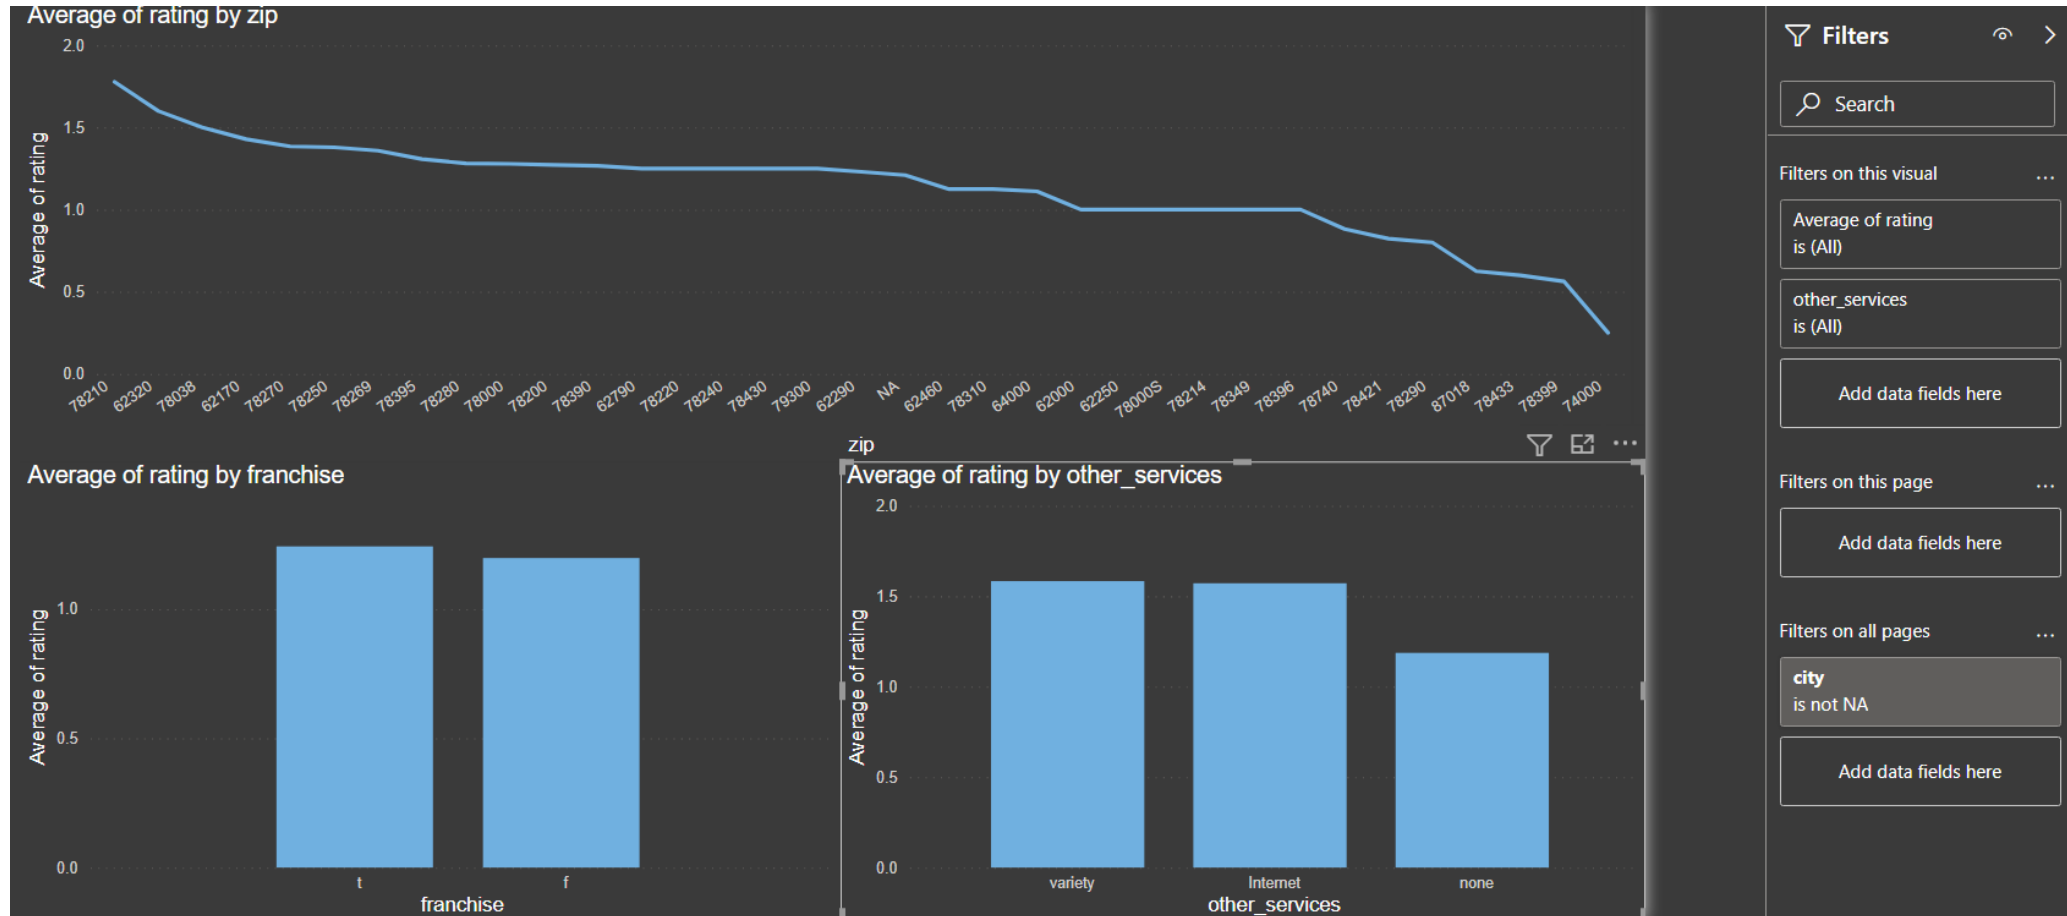 Average of rating by zip
2.0
1.5
1.0
0.5
0.0
Average of rating
78210 62320 78038 62170 78270 78250 78269 78395 78280 78000 78200 78390 62790 78220 78240 78430 79300 62290 NA 62460 78310 64000 62000 62250 78000S 78214 78349 78396 78740 78421 78290 87018 78433 78399 74000
zip
Average of rating by franchise
1.0
0.5
0.0
Average of rating
t f
franchise
Average of rating by other_services
2.0
1.5
1.0
0.5
0.0
Average of rating
variety Internet none
other_services
Filters
Search
Filters on this visual
Average of rating
is (All)
other_services
is (All)
Add data fields here
Filters on this page
Add data fields here
Filters on all pages
city
is not NA
Add data fields here